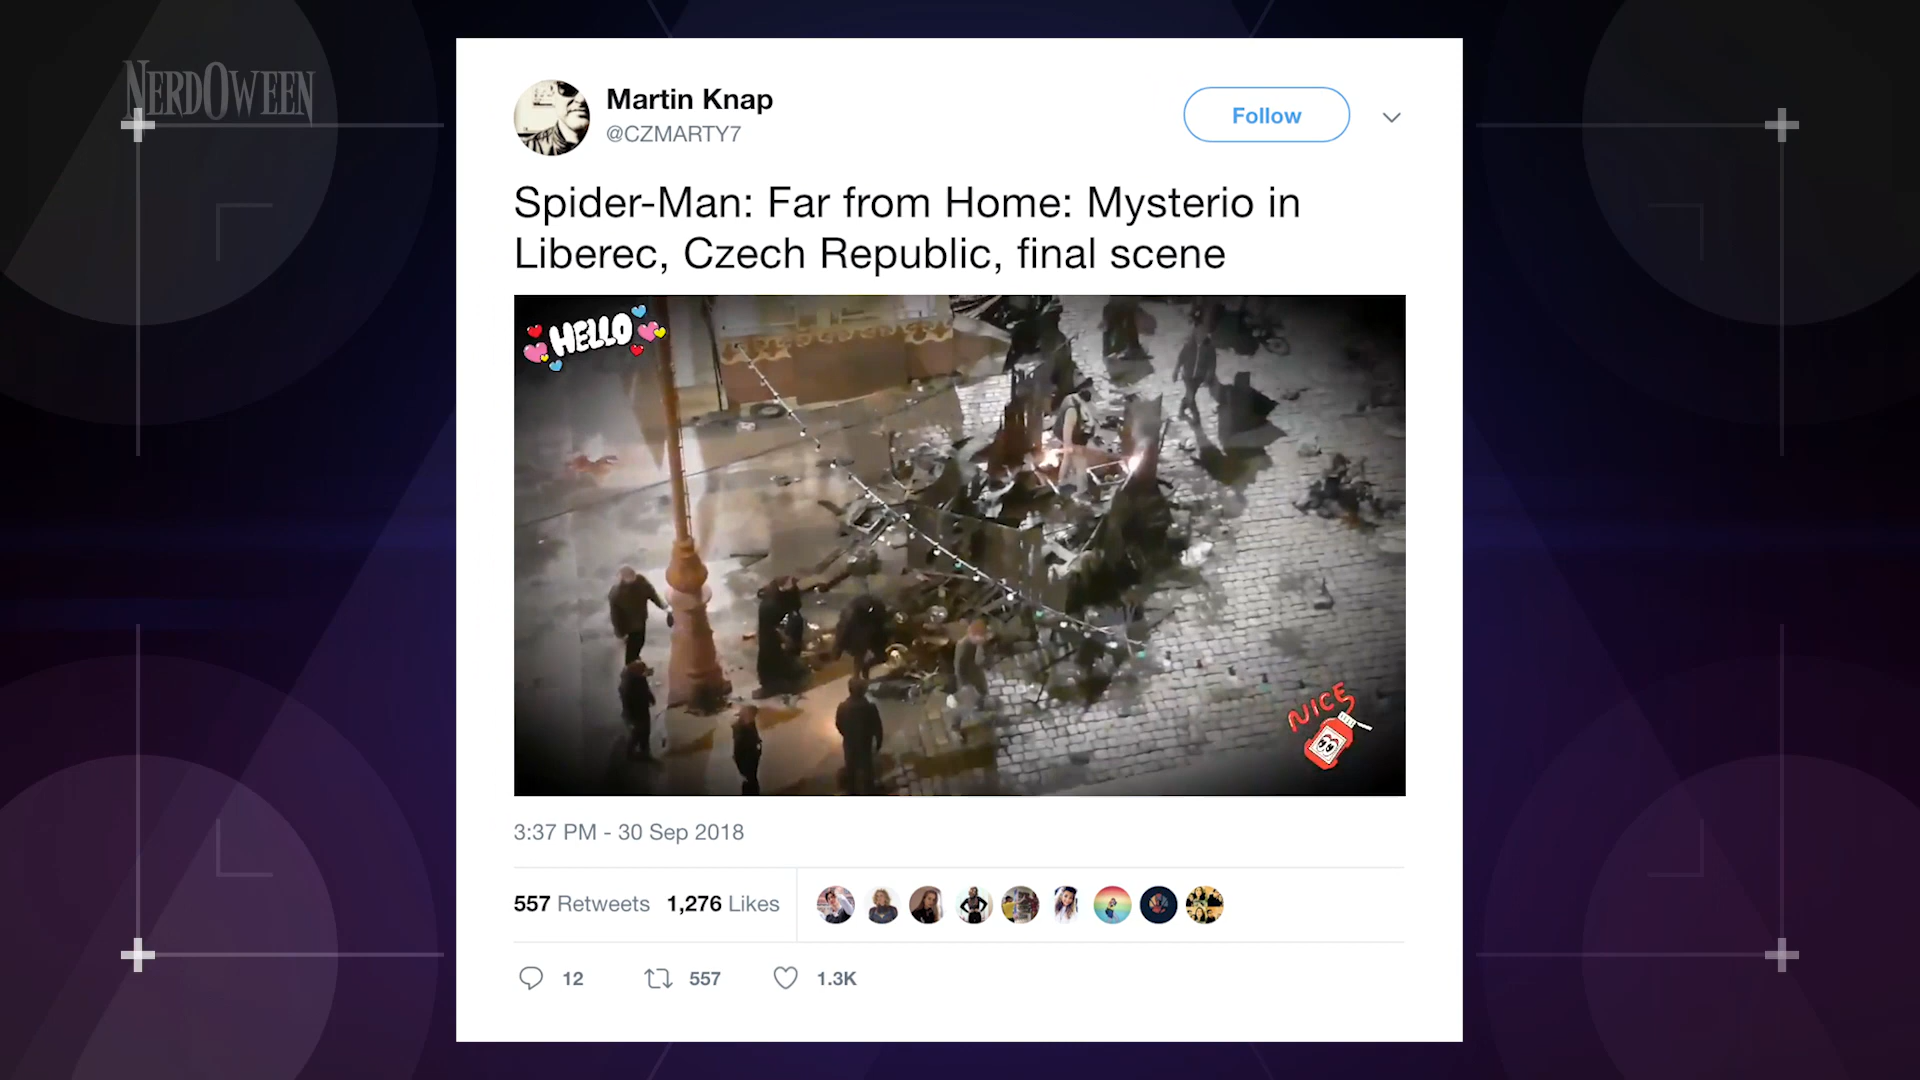 NERDOWEEN
Martin Knap
@CZMARTY7
Follow
Spider-Man: Far from Home: Mysterio in
Liberec, Czech Republic, final scene
HELLO
NICE
3:37 PM - 30 Sep 2018
557 Retweets 1,276 Likes
12 557 1.3K